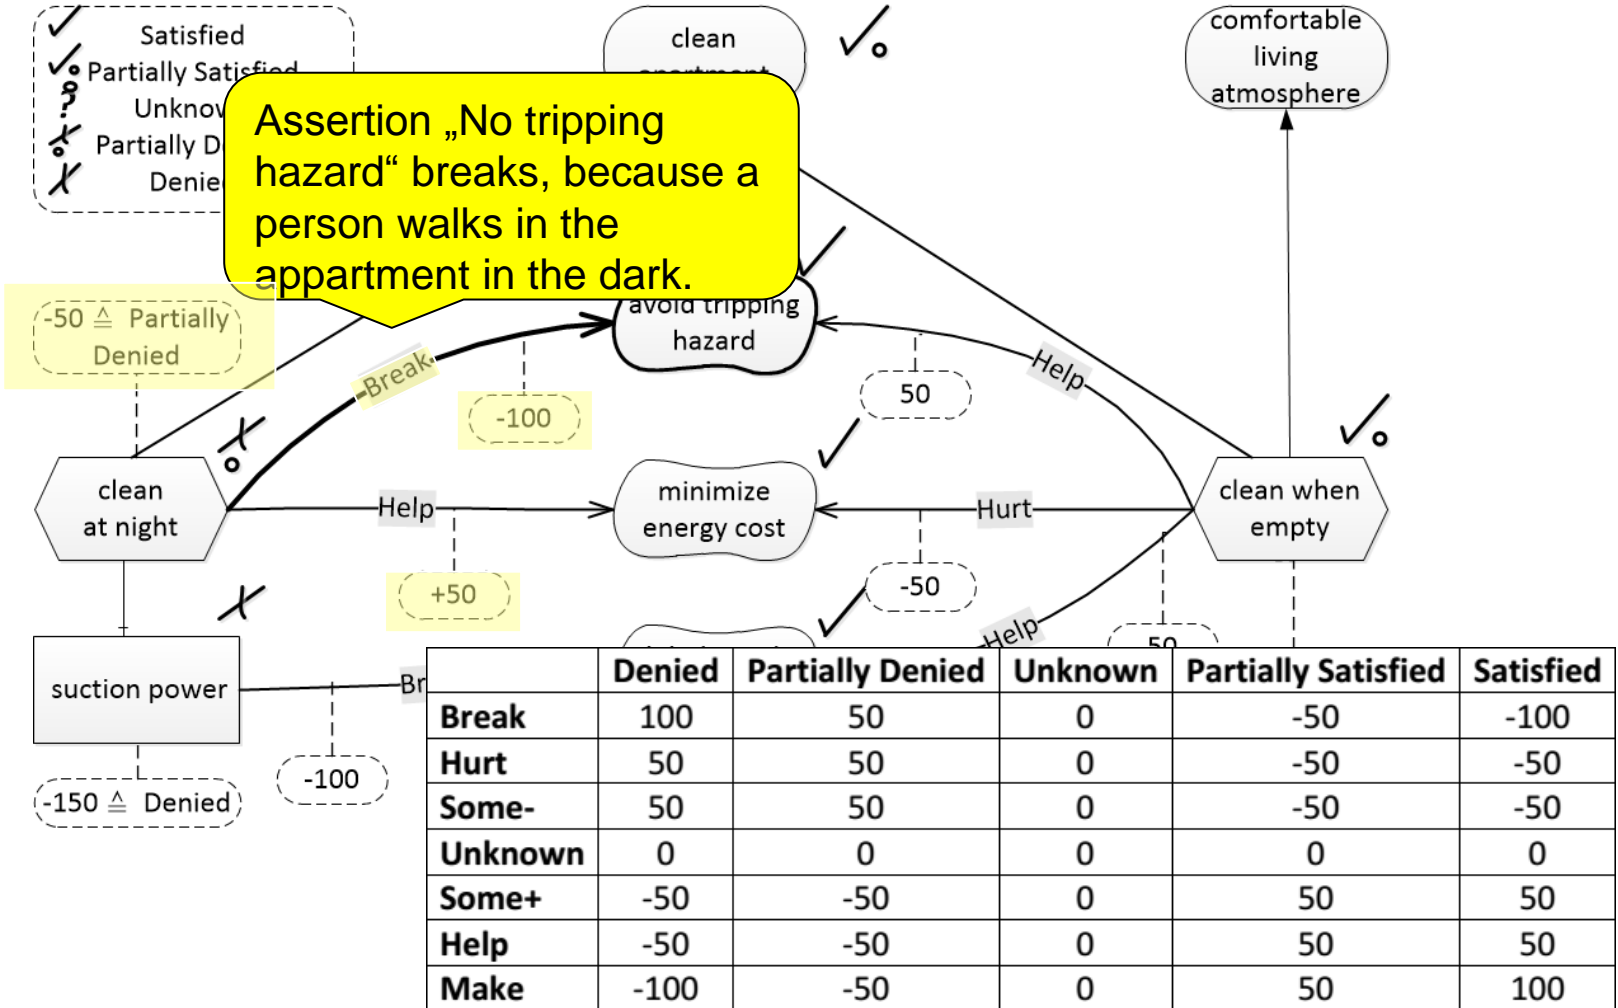 Satisfied
Partially Satisfied
Unknow
Partially D
Denie
clean
apartment
comfortable
living
atmosphere
Assertion „No tripping
hazard“ breaks, because a
person walks in the
appartment in the dark.
-50 ≙ Partially
Denied
avoid tripping
hazard
Break
Help
-100
50
clean
at night
Help
minimize
energy cost
Hurt
clean when
empty
+50
-50
Help
50
suction power
Br
-100
-150 ≙ Denied
Denied Partially Denied Unknown Partially Satisfied Satisfied
Break 100 50 0 -50 -100
Hurt 50 50 0 -50 -50
Some- 50 50 0 -50 -50
Unknown 0 0 0 0 0
Some+ -50 -50 0 50 50
Help -50 -50 0 50 50
Make -100 -50 0 50 100